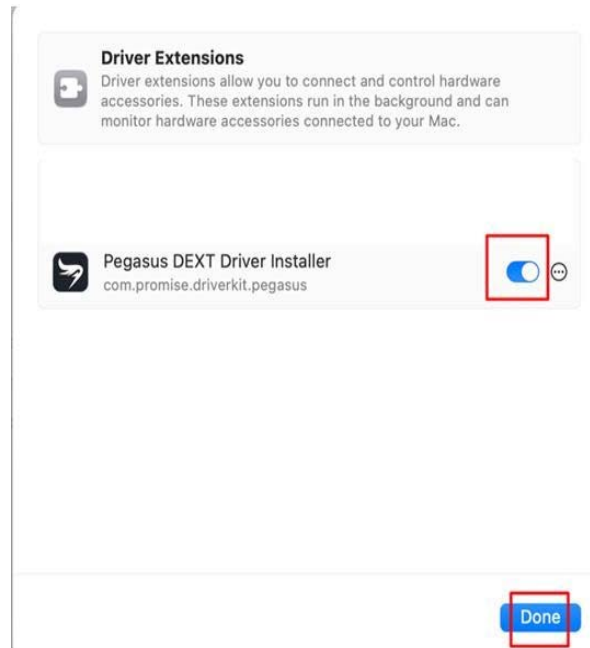 Driver Extensions
Driver extensions allow you to connect and control hardware
accessories. These extensions run in the background and can
monitor hardware accessories connected to your Mac.
Pegasus DEXT Driver Installer
com.promise.driverkit.pegasus
Done